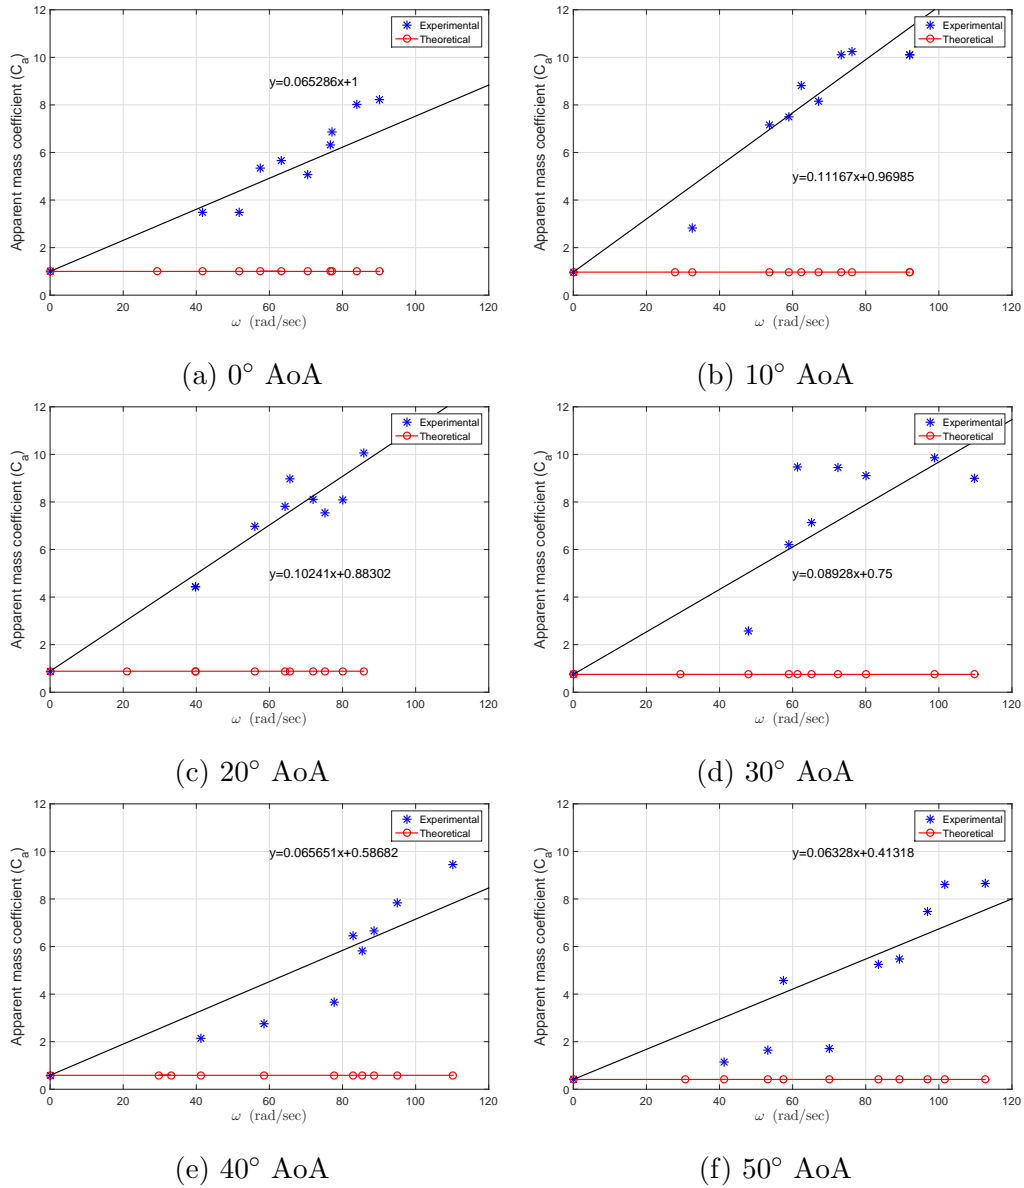 12
10
8
6
4
2
0
Apparent mass coefficient (C_a)
Experimental
Theoretical
y=0.065286x+1
0 20 40 60 80 100 120
ω (rad/sec)
(a) 0° AoA
12
10
8
6
4
2
0
Apparent mass coefficient (C_a)
Experimental
Theoretical
y=0.11167x+0.96985
0 20 40 60 80 100 120
ω (rad/sec)
(b) 10° AoA
12
10
8
6
4
2
0
Apparent mass coefficient (C_a)
Experimental
Theoretical
y=0.10241x+0.88302
0 20 40 60 80 100 120
ω (rad/sec)
(c) 20° AoA
12
10
8
6
4
2
0
Apparent mass coefficient (C_a)
Experimental
Theoretical
y=0.08928x+0.75
0 20 40 60 80 100 120
ω (rad/sec)
(d) 30° AoA
12
10
8
6
4
2
0
Apparent mass coefficient (C_a)
Experimental
Theoretical
y=0.065651x+0.58682
0 20 40 60 80 100 120
ω (rad/sec)
(e) 40° AoA
12
10
8
6
4
2
0
Apparent mass coefficient (C_a)
Experimental
Theoretical
y=0.06328x+0.41318
0 20 40 60 80 100 120
ω (rad/sec)
(f) 50° AoA